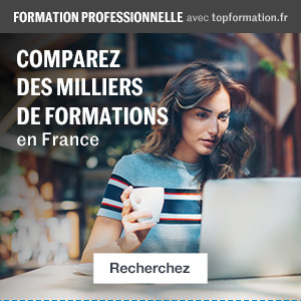 FORMATION PROFESSIONNELLE avec topformation.fr
COMPAREZ
DES MILLIERS
DE FORMATIONS
en France
Recherchez